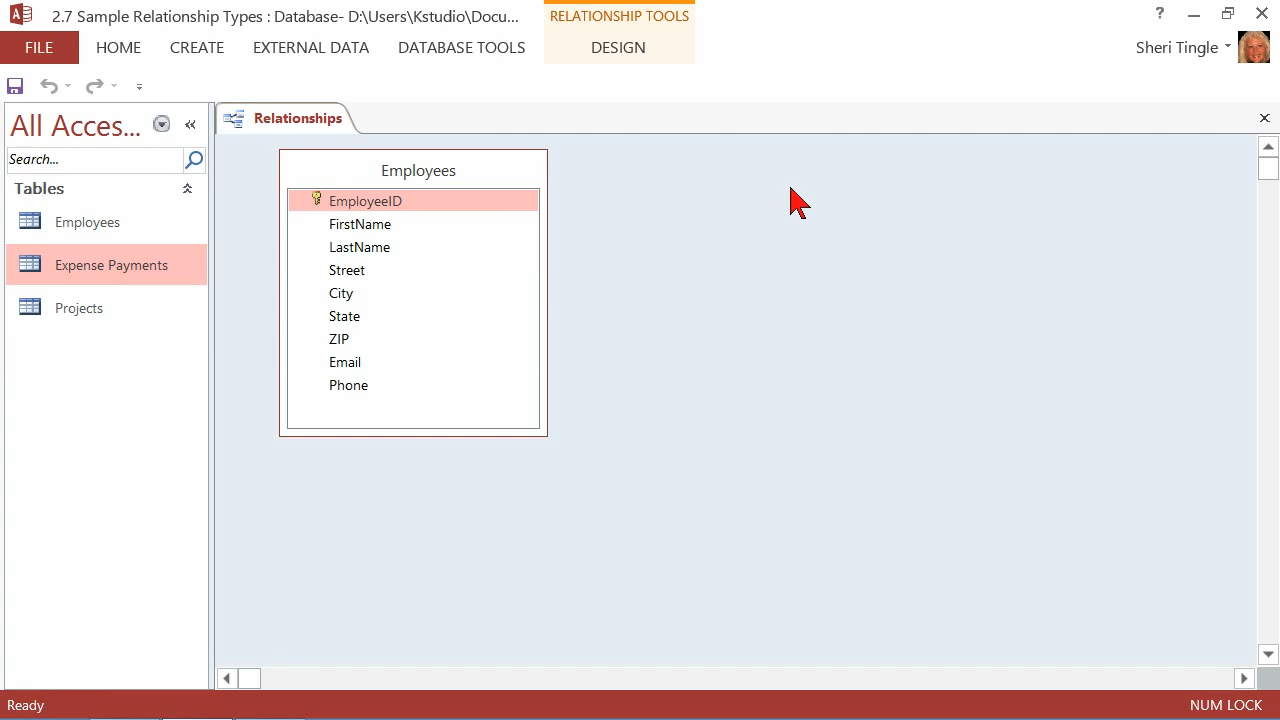 2.7 Sample Relationship Types : Database- D:\Users\Kstudio\Docu...
RELATIONSHIP TOOLS
?
FILE HOME CREATE EXTERNAL DATA DATABASE TOOLS DESIGN
Sheri Tingle
All Acces...
«
Search...
Tables
Employees
Expense Payments
Projects
Relationships
Employees
EmployeeID
FirstName
LastName
Street
City
State
ZIP
Email
Phone
Ready
NUM LOCK